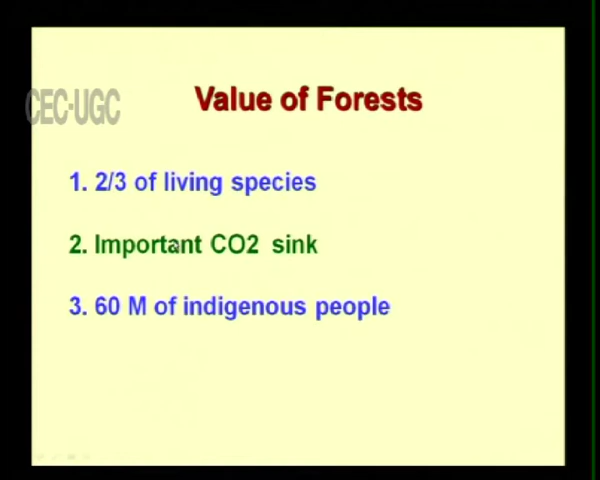 CEC-UGC
Value of Forests
1. 2/3 of living species
2. Important CO2 sink
3. 60 M of indigenous people